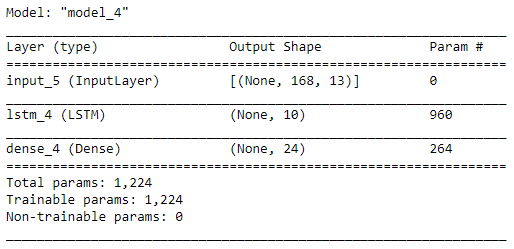 Model: "model_4"
_________________________________________________________________
Layer (type)                 Output Shape              Param #
=================================================================
input_5 (InputLayer)         [(None, 168, 13)]         0
_________________________________________________________________
lstm_4 (LSTM)                (None, 10)                960
_________________________________________________________________
dense_4 (Dense)              (None, 24)                264
=================================================================
Total params: 1,224
Trainable params: 1,224
Non-trainable params: 0
_________________________________________________________________